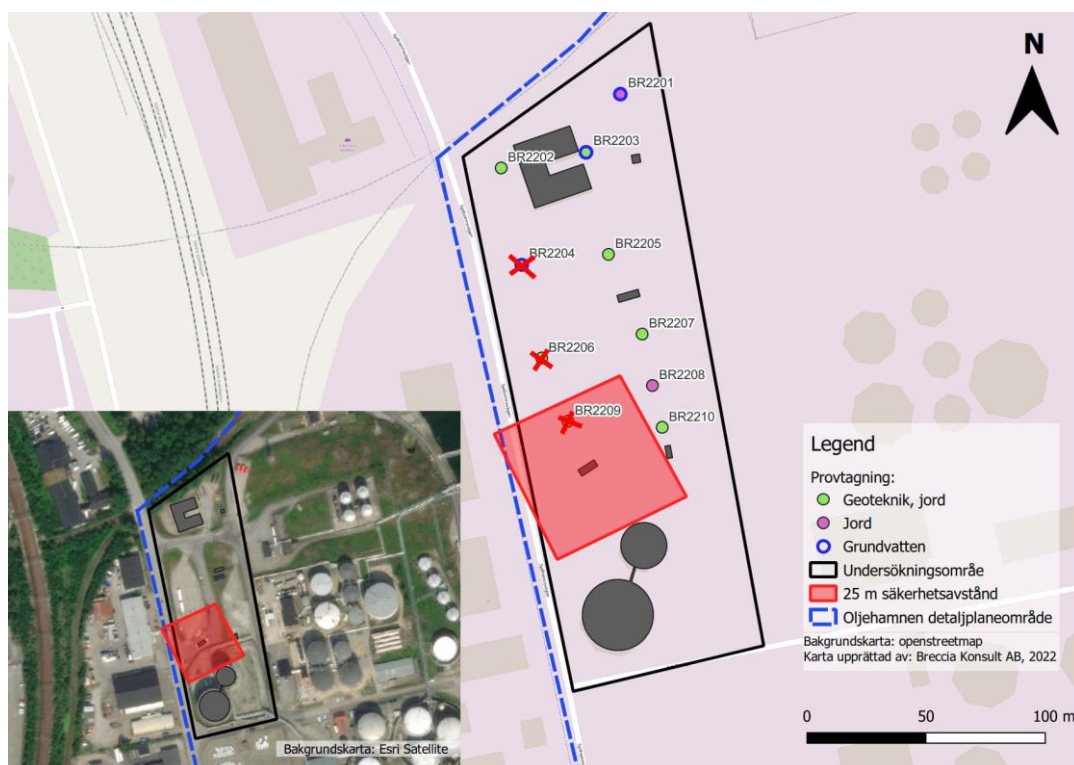 N
BR2201
BR2203
BR2202
BR2204
BR2205
BR2207
BR2206
BR2208
BR2209
BR2210
Legend
Provtagning:
Geoteknik, jord
Jord
Grundvatten
Undersökningsområe
25 m säkerhetsavstånd
Oljehamnen detaljplaneområde
Bakgrundskarta: openstreetmap
Karta upprättad av: Breccia Konsult AB, 2022
0 50 100 m
Bakgrundskarta: Esri Satellite